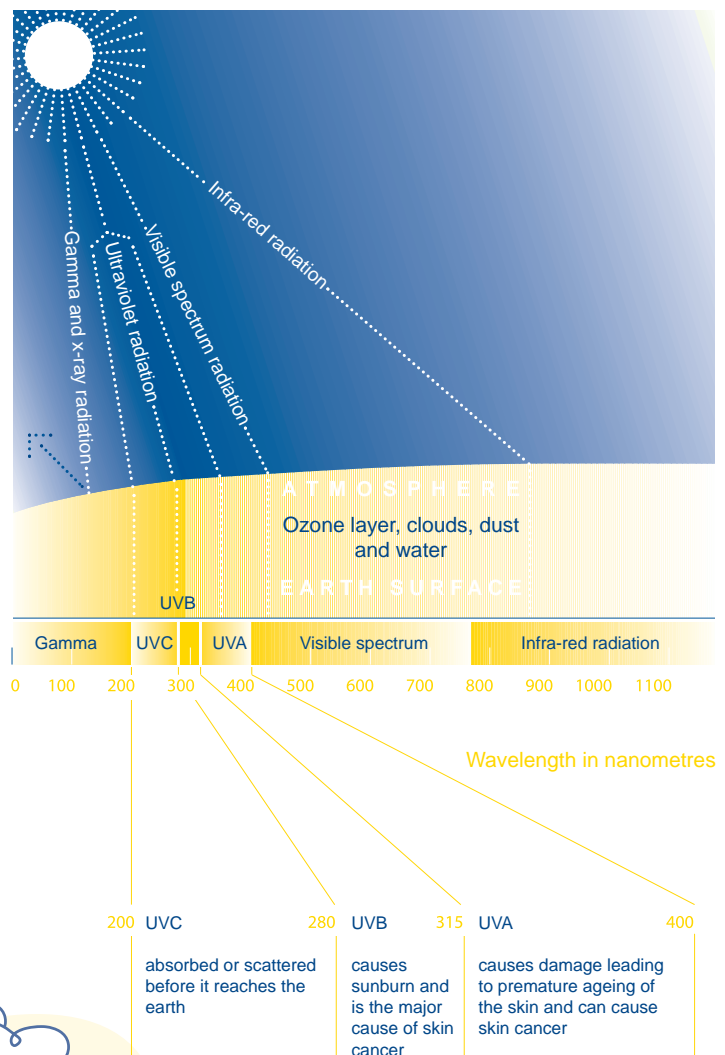 Infra-red radiation
Visible spectrum radiation
Ultraviolet radiation
Gamma and x-ray radiation
ATMOSPHERE
Ozone layer, clouds, dust
and water
EARTH SURFACE
UVB
Gamma
UVC
UVA
Visible spectrum
Infra-red radiation
0 100 200 300 400 500 600 700 800 900 1000 1100
Wavelength in nanometres
200 UVC
absorbed or scattered
before it reaches the
earth
280 UVB
causes
sunburn and
is the major
cause of skin
cancer
315 UVA
causes damage leading
to premature ageing of
the skin and can cause
skin cancer
400